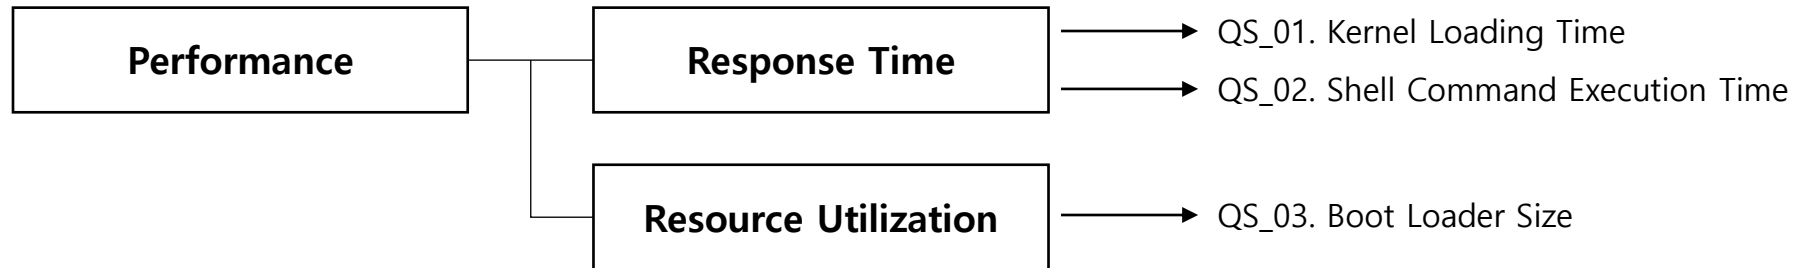 Performance
Response Time
QS_01. Kernel Loading Time
QS_02. Shell Command Execution Time
Resource Utilization
QS_03. Boot Loader Size